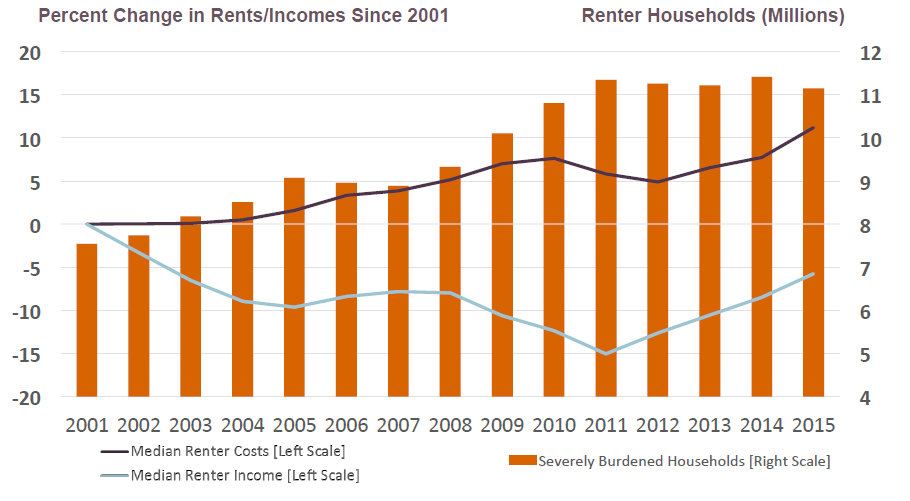 Percent Change in Rents/Incomes Since 2001 Renter Households (Millions)
20 12
15 11
10 10
5 9
0 8
-5 7
-10 6
-15 5
-20 4
2001 2002 2003 2004 2005 2006 2007 2008 2009 2010 2011 2012 2013 2014 2015
Median Renter Costs [Left Scale]
Median Renter Income [Left Scale]
Severely Burdened Households [Right Scale]